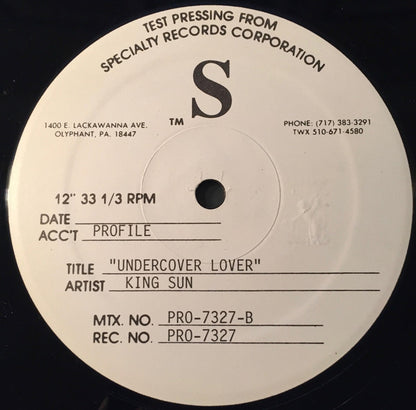 TEST PRESSING FROM
SPECIALTY RECORDS CORPORATION
S
TM
1400 E. LACKAWANNA AVE.
OLYPHANT, PA. 18447
PHONE: (717) 383-3291
TWX 510-671-4580
12" 33 1/3 RPM
DATE
ACC'T PROFILE
TITLE "UNDERCOVER LOVER"
ARTIST KING SUN
MTX. NO. PRO-7327-B
REC. NO. PRO-7327